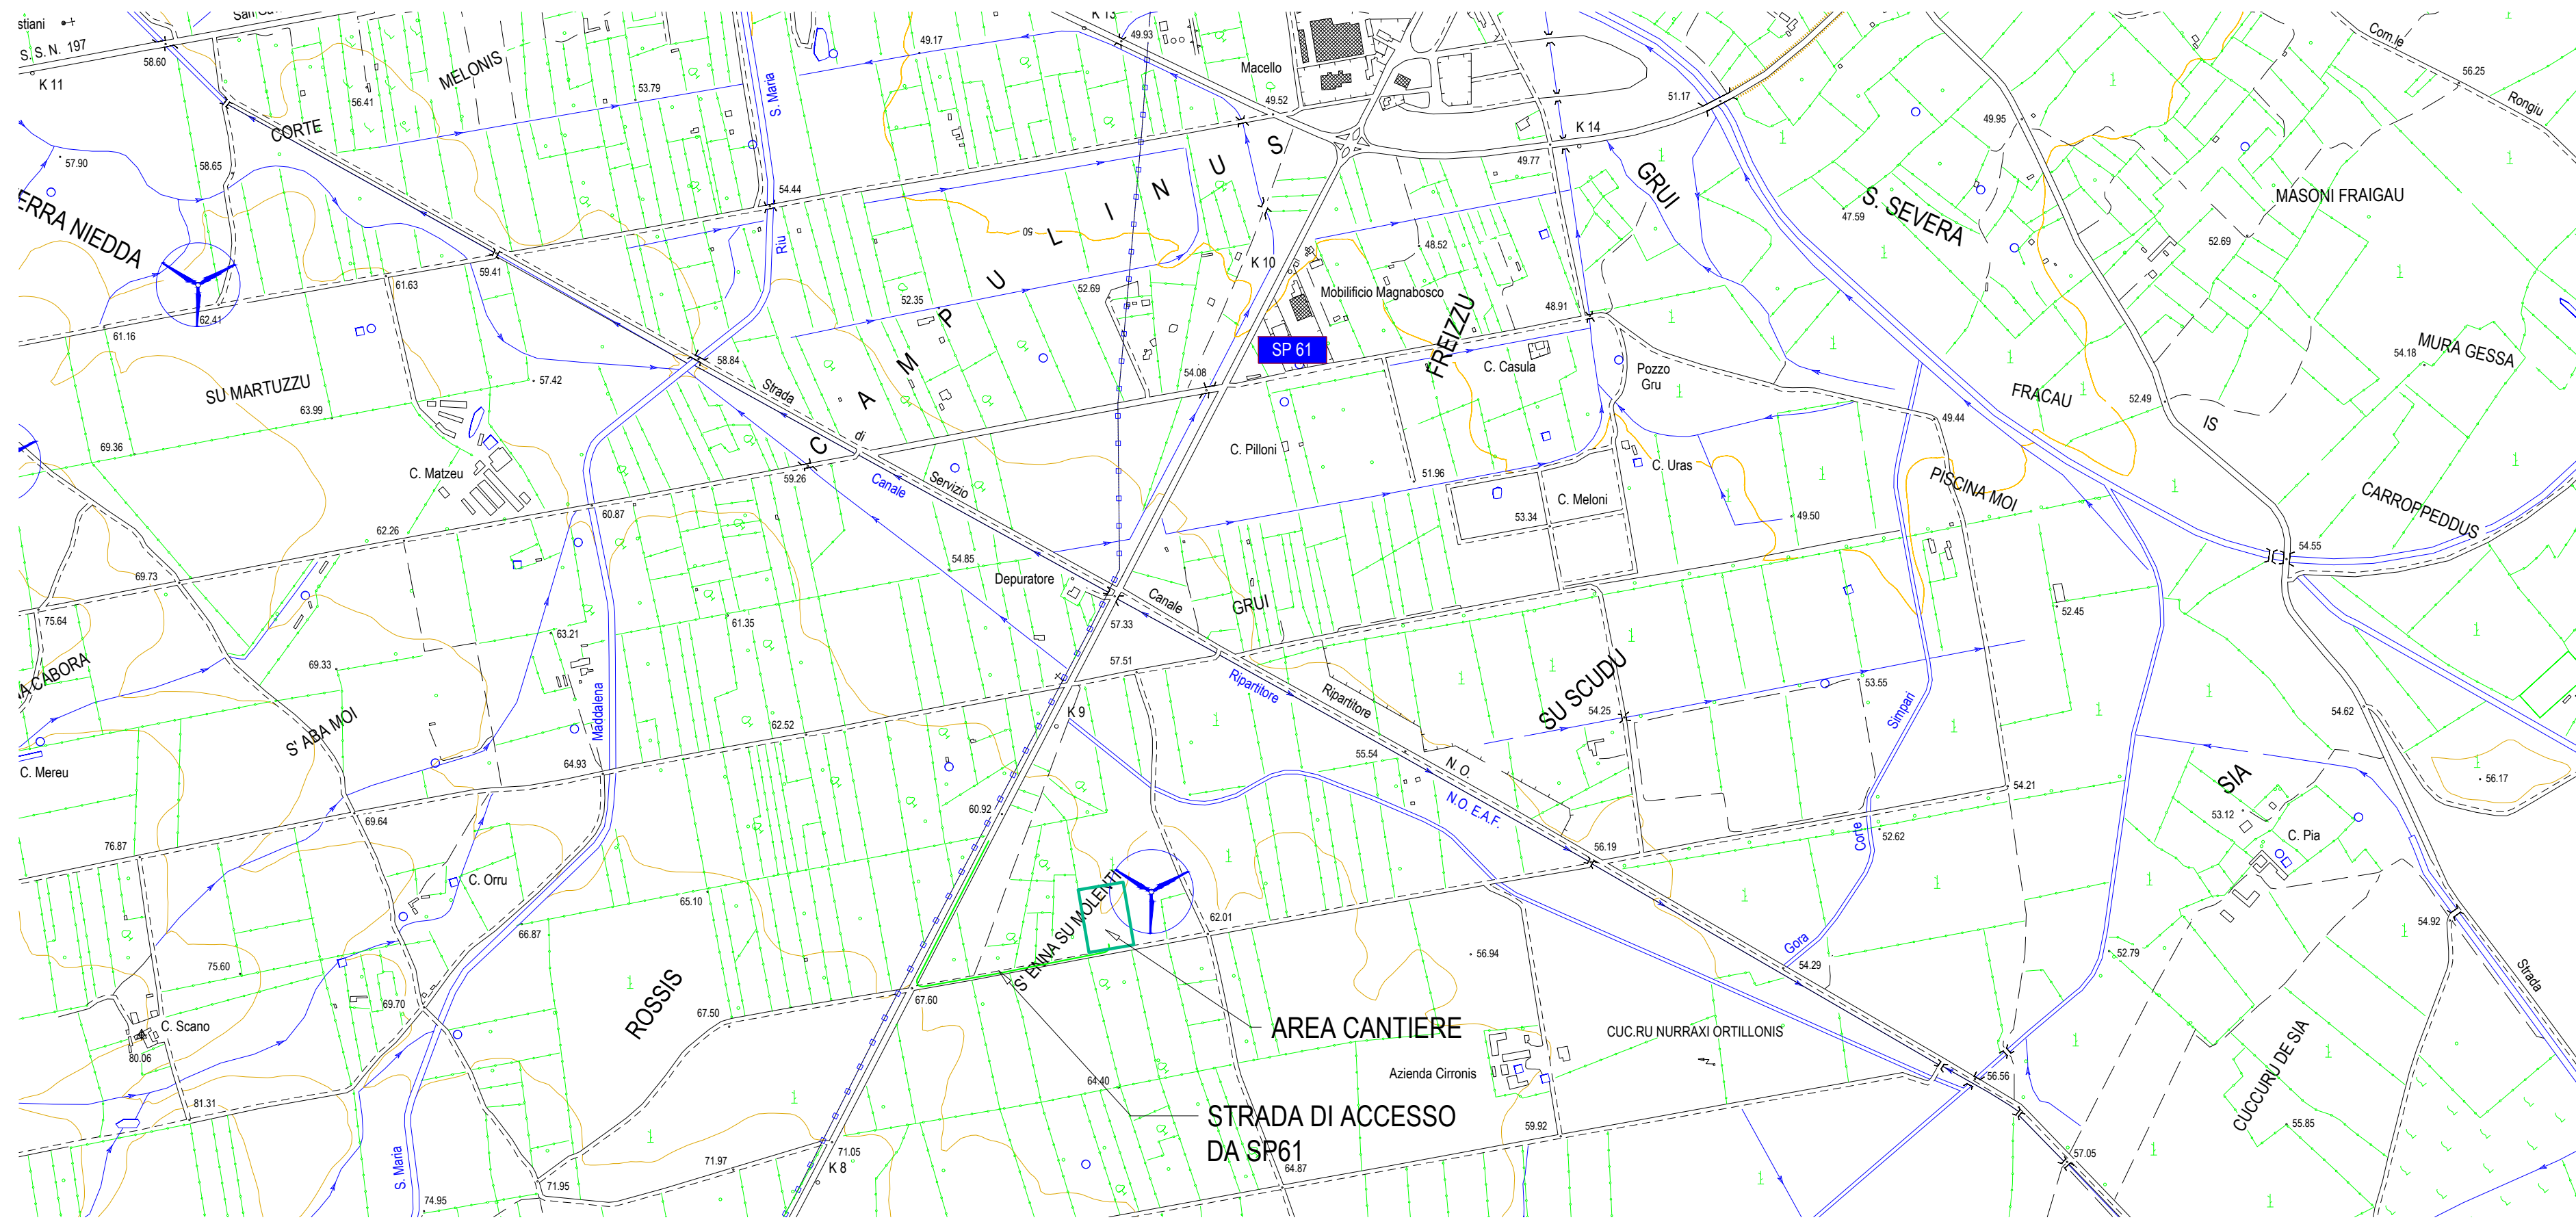 stiani
San
K 13
49.93
S. S. N. 197
58.60
K 11
MELONIS
56.41
53.79
S. Maria
49.17
Macello
49.52
51.17
K 14
49.77
49.95
Com.le
56.25
Rongiu
CORTE
57.90
58.65
54.44
CAMPULINUS
GRUI
S. SEVERA
47.59
MASONI FRAIGAU
52.69
ERRA NIEDDA
59.41
Riu
50
K 10
48.52
61.63
62.41
61.16
52.35
52.69
Mobilificio Magnabosco
FREIZZU
48.91
SP 61
58.84
C. Casula
Pozzo
Gru
54.18
MURA GESSA
SU MARTUZZU
57.42
63.99
Strada
di
Servizio
54.08
FRACAU
52.49
IS
49.44
69.36
C. Matzeu
59.26
Canale
C. Pilloni
51.96
C. Uras
PISCINA MOI
CARROPPEDDUS
60.87
C. Meloni
53.34
49.50
62.26
54.55
69.73
54.85
Depuratore
Canale
GRUI
52.45
75.64
63.21
61.35
57.33
69.33
57.51
NA CABORA
Ripartitore
Ripartitore
SU SCUDU
53.55
54.25
Simpari
54.62
S' ABA MOI
Maddalena
62.52
K 9
C. Mereu
64.93
55.54
N. O.
N.O. E.A.F.
54.21
SIA
56.17
69.64
60.92
53.12
C. Pia
76.87
56.19
Corte
52.62
C. Orru
65.10
S' ENNA SU MOLENTI
62.01
54.92
66.87
56.94
Gora
54.29
52.79
75.60
Strada
69.70
ROSSIS
67.50
67.60
C. Scano
80.06
AREA CANTIERE
CUC.RU NURRAXI ORTILLONIS
Azienda Cirronis
64.40
56.56
CUCCURU DE SIA
81.31
STRADA DI ACCESSO
DA SP61
59.92
55.85
71.05
K 8
71.97
64.87
57.05
S. Maria
71.95
74.95